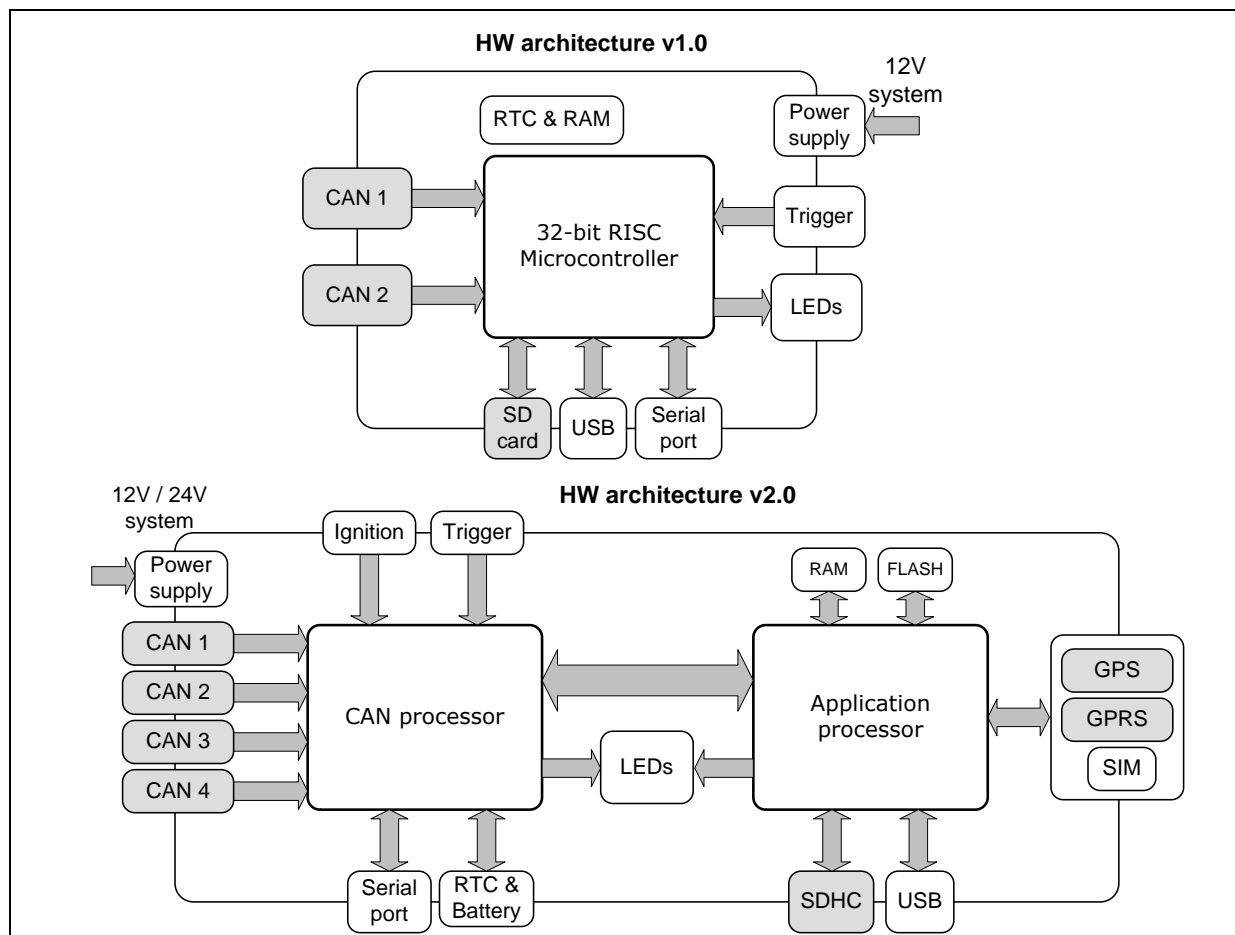 HW architecture v1.0
12V
system
RTC & RAM
Power
supply
CAN 1
Trigger
32-bit RISC
Microcontroller
CAN 2
LEDs
SD
card
USB
Serial
port
HW architecture v2.0
12V / 24V
system
Ignition
Trigger
Power
supply
RAM
FLASH
CAN 1
CAN 2
CAN 3
CAN 4
CAN processor
LEDs
Application
processor
GPS
GPRS
SIM
Serial
port
RTC &
Battery
SDHC
USB